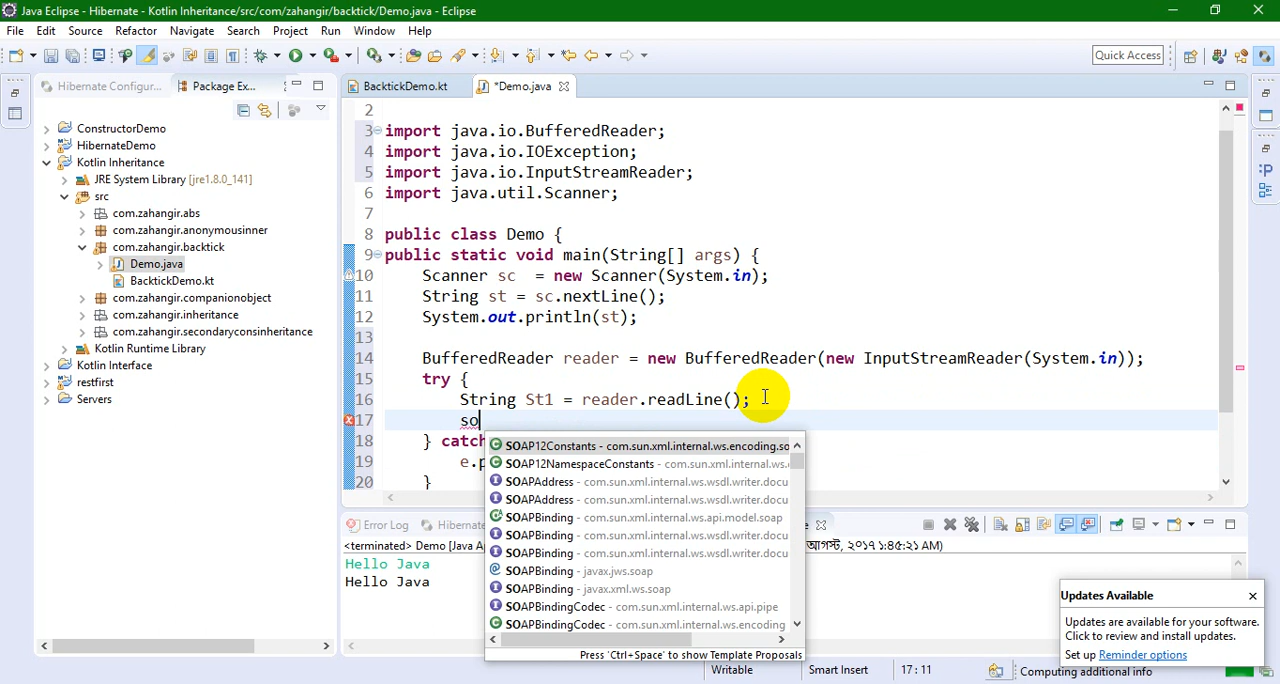 Java Eclipse - Hibernate - Kotlin Inheritance/src/com/zahangir/backtick/Demo.java - Eclipse
File Edit Source Refactor Navigate Search Project Run Window Help
Quick Access
Hibernate Configur... Package Ex...
BacktickDemo.kt *Demo.java
ConstructorDemo
HibernateDemo
Kotlin Inheritance
JRE System Library [jre1.8.0_141]
src
com.zahangir.abs
com.zahangir.anonymousinner
com.zahangir.backtick
Demo.java
BacktickDemo.kt
com.zahangir.companionobject
com.zahangir.inheritance
com.zahangir.secondaryconsinheritance
Kotlin Runtime Library
Kotlin Interface
restfirst
Servers
2
3 import java.io.BufferedReader;
4 import java.io.IOException;
5 import java.io.InputStreamReader;
6 import java.util.Scanner;
7
8 public class Demo {
9 public static void main(String[] args) {
10 Scanner sc  = new Scanner(System.in);
11 String st = sc.nextLine();
12 System.out.println(st);
13
14 BufferedReader reader = new BufferedReader(new InputStreamReader(System.in));
15 try {
16 String St1 = reader.readLine();
17 so
18 } catch
19 e.p
20 }
SOAP12Constants - com.sun.xml.internal.ws.encoding.so
SOAP12NamespaceConstants - com.sun.xml.internal.ws.
SOAPAddress - com.sun.xml.internal.ws.wsdl.writer.docu
SOAPAddress - com.sun.xml.internal.ws.wsdl.writer.docu
SOAPBinding - com.sun.xml.internal.ws.api.model.soap
SOAPBinding - com.sun.xml.internal.ws.wsdl.writer.docu
SOAPBinding - com.sun.xml.internal.ws.wsdl.writer.docu
SOAPBinding - javax.jws.soap
SOAPBinding - javax.xml.ws.soap
SOAPBindingCodec - com.sun.xml.internal.ws.api.pipe
SOAPBindingCodec - com.sun.xml.internal.ws.encoding
Press 'Ctrl+Space' to show Template Proposals
Error Log Hibernate
<terminated> Demo [Java Ap আগস্ট, ২০১৭ ১:৪৫:২১ AM)
Hello Java
Hello Java
Updates Available
Updates are available for your software.
Click to review and install updates.
Set up Reminder options
Writable Smart Insert 17 : 11 Computing additional info